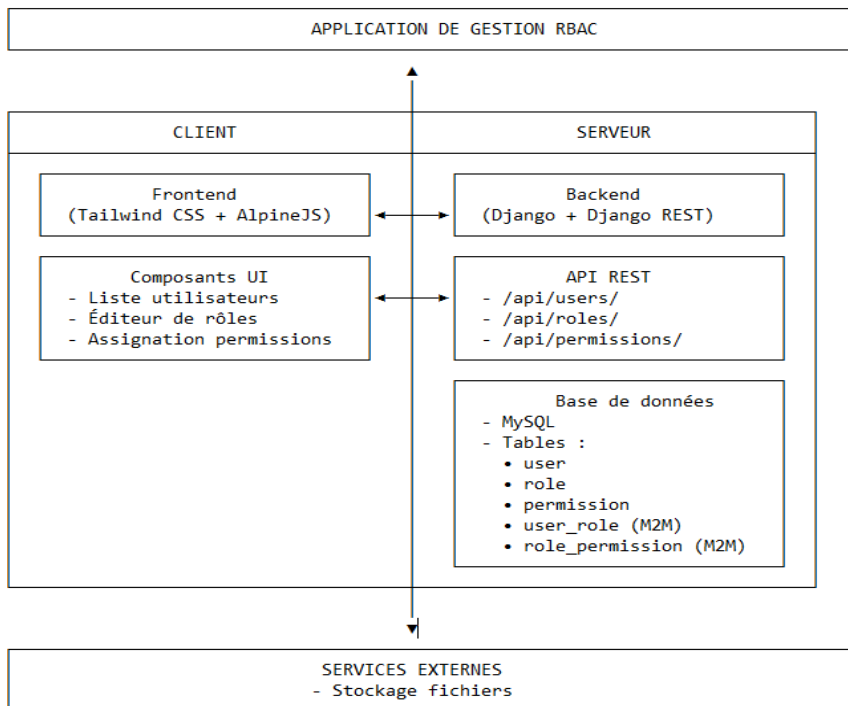 APPLICATION DE GESTION RBAC
CLIENT
SERVEUR
Frontend
(Tailwind CSS + AlpineJS)
Backend
(Django + Django REST)
Composants UI
- Liste utilisateurs
- Éditeur de rôles
- Assignation permissions
API REST
- /api/users/
- /api/roles/
- /api/permissions/
Base de données
- MySQL
- Tables :
• user
• role
• permission
• user_role (M2M)
• role_permission (M2M)
SERVICES EXTERNES
- Stockage fichiers